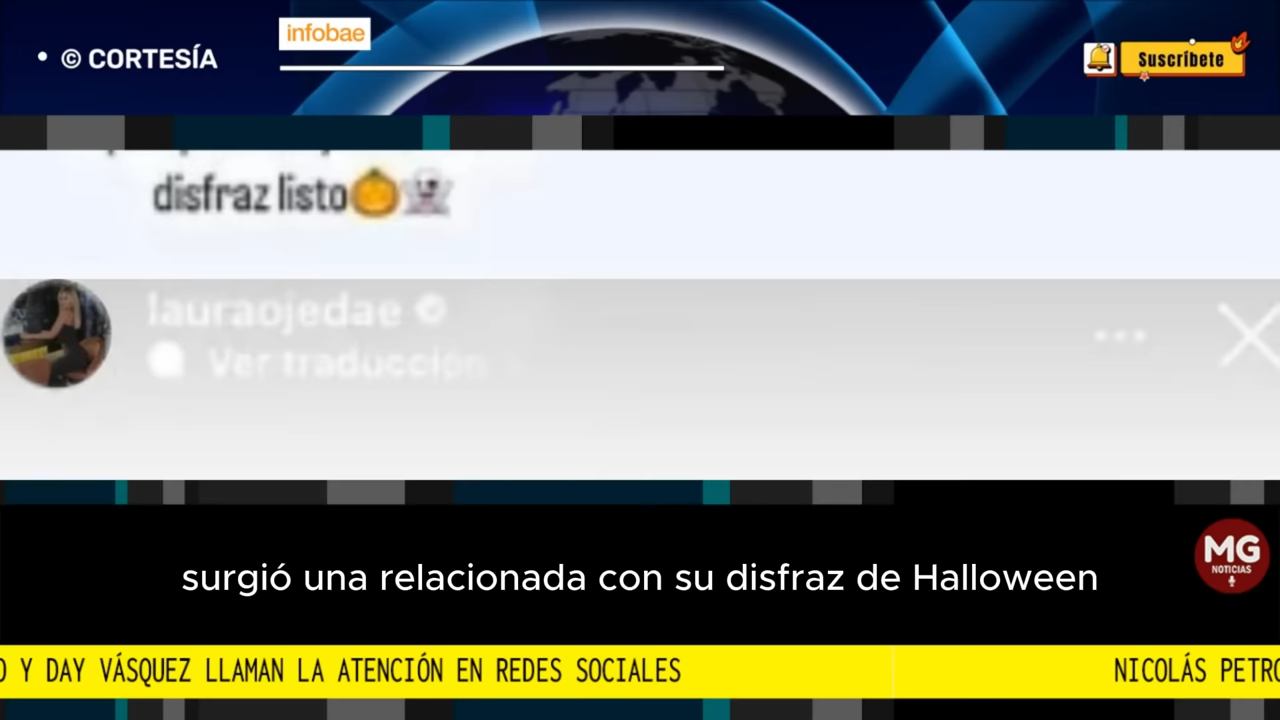 • © CORTESÍA
infobae
Suscríbete
disfraz listo🎃👻
lauraojedae
Ver traducción
surgió una relacionada con su disfraz de Halloween
MG
NOTICIAS
O Y DAY VÁSQUEZ LLAMAN LA ATENCIÓN EN REDES SOCIALES
NICOLÁS PETRO